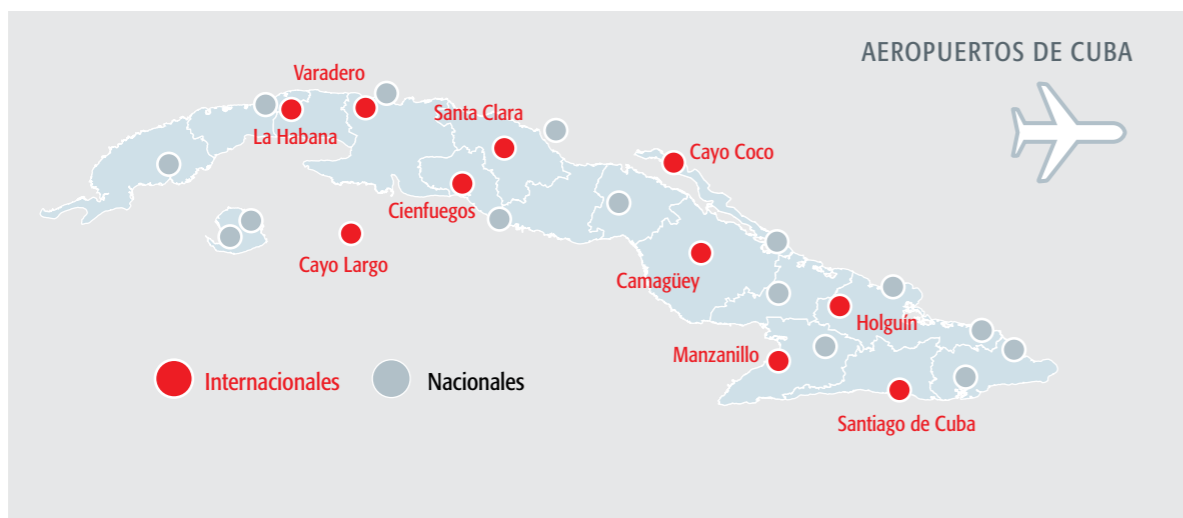 AEROPUERTOS DE CUBA
Varadero
Santa Clara
La Habana
Cayo Coco
Cienfuegos
Cayo Largo
Camagüey
Holguín
Manzanillo
Internacionales
Nacionales
Santiago de Cuba